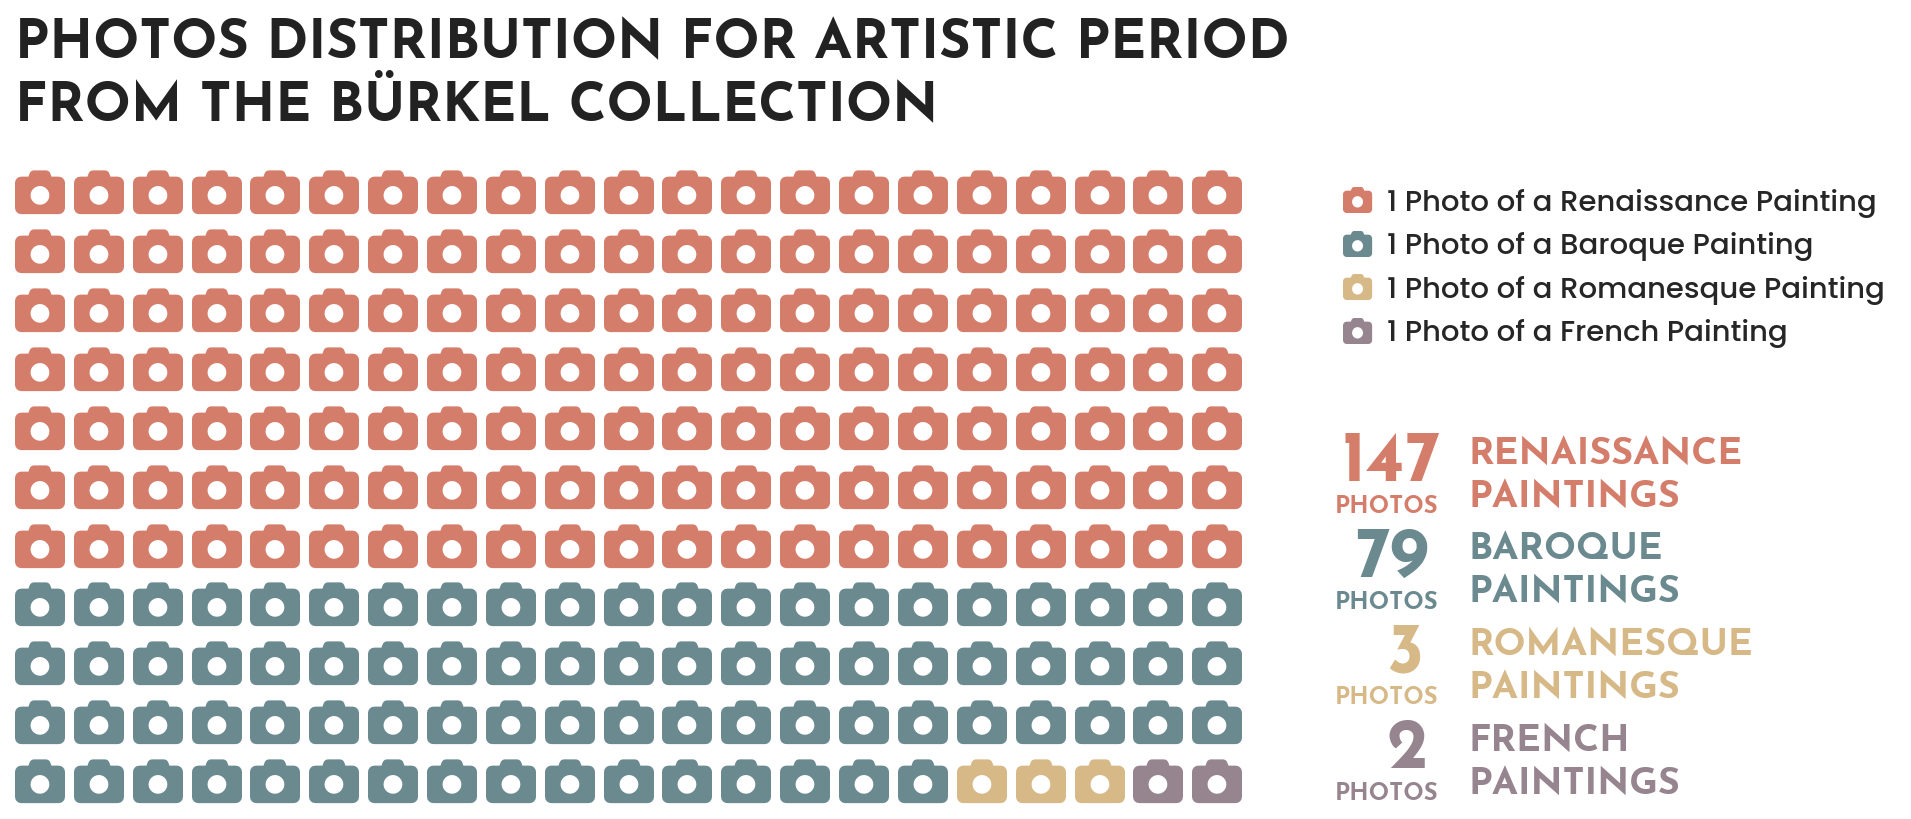 PHOTOS DISTRIBUTION FOR ARTISTIC PERIOD
FROM THE BÜRKEL COLLECTION
1 Photo of a Renaissance Painting
1 Photo of a Baroque Painting
1 Photo of a Romanesque Painting
1 Photo of a French Painting
147
PHOTOS
RENAISSANCE
PAINTINGS
79
PHOTOS
BAROQUE
PAINTINGS
3
PHOTOS
ROMANESQUE
PAINTINGS
2
PHOTOS
FRENCH
PAINTINGS